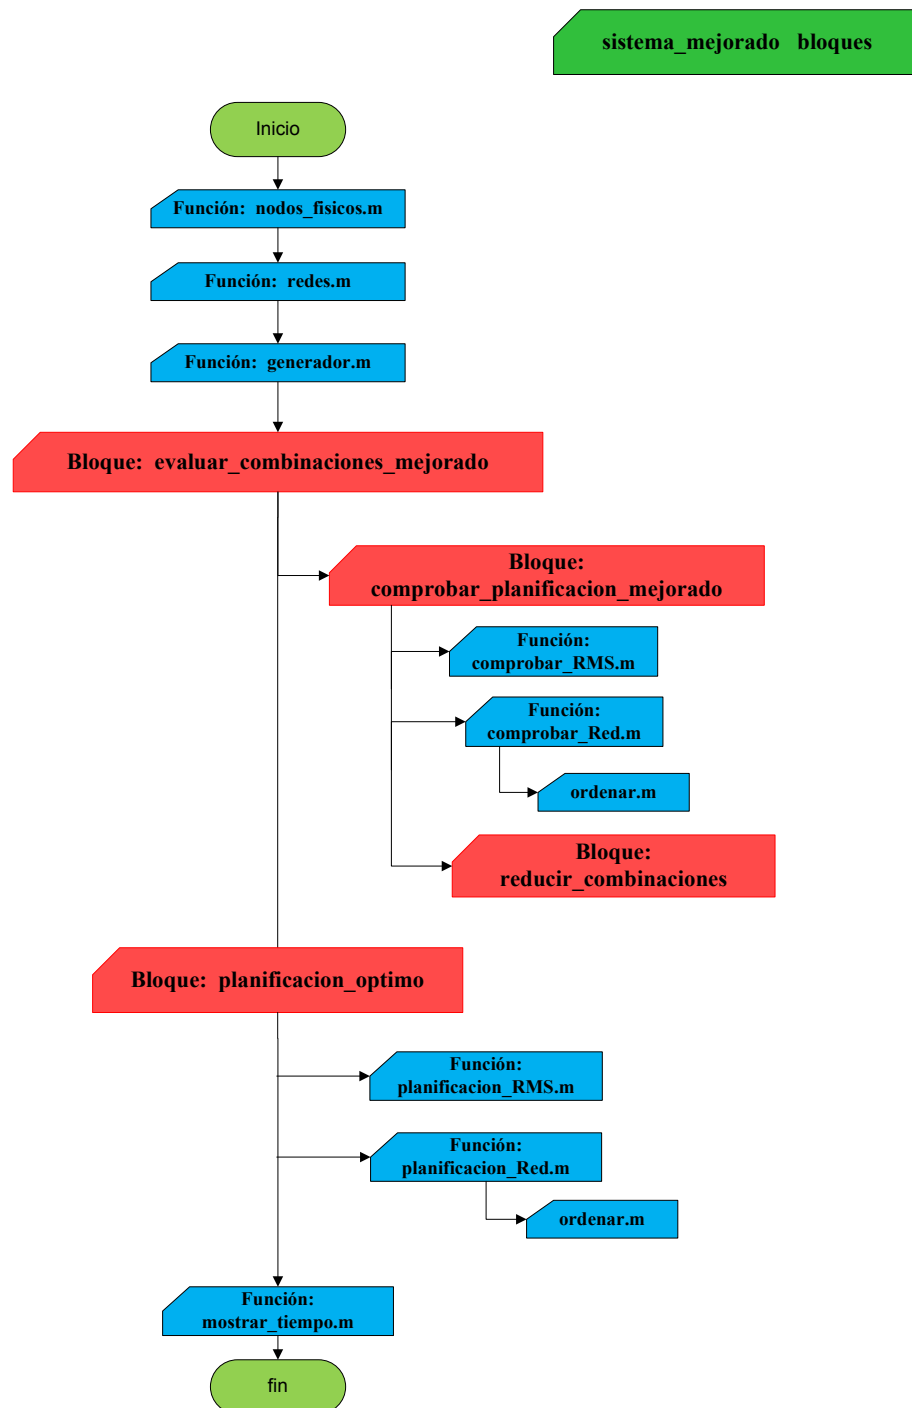 sistema_mejorado bloques
Inicio
Función: nodos_fisicos.m
Función: redes.m
Función: generador.m
Bloque: evaluar_combinaciones_mejorado
Bloque:
comprobar_planificacion_mejorado
Función:
comprobar_RMS.m
Función:
comprobar_Red.m
ordenar.m
Bloque:
reducir_combinaciones
Bloque: planificacion_optimo
Función:
planificacion_RMS.m
Función:
planificacion_Red.m
ordenar.m
Función:
mostrar_tiempo.m
fin